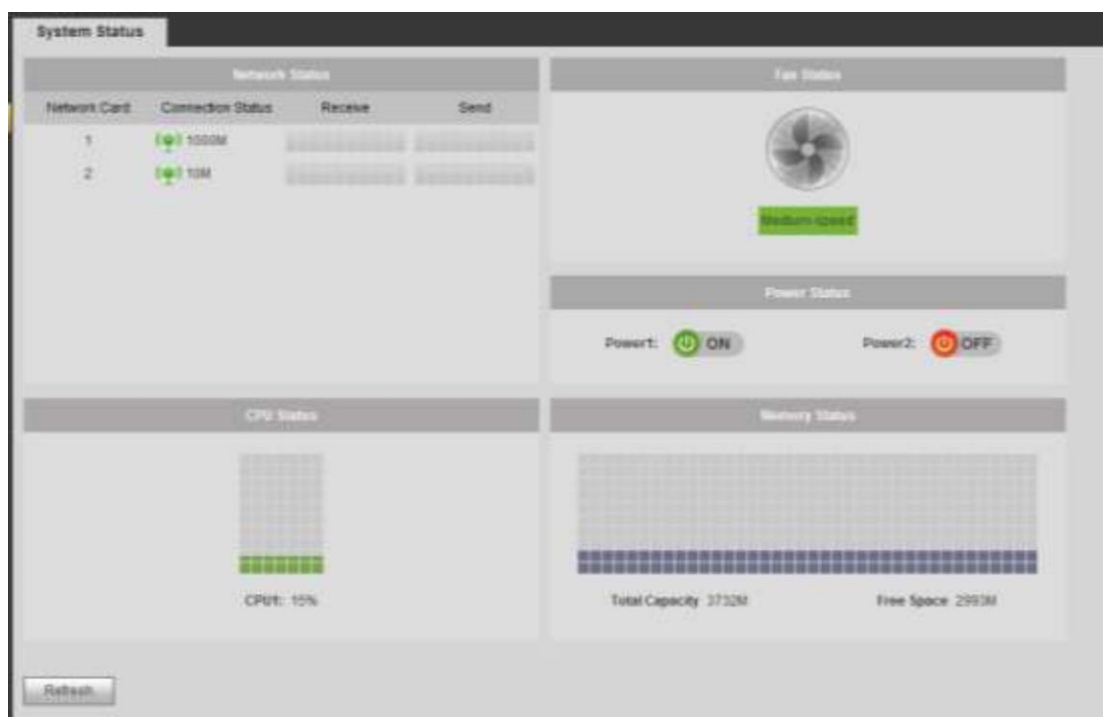 System Status
Network Status
Network Card Connection Status Receive Send
1 1000M
2 10M
Fan Status
Medium-speed
Power Status
Power1: ON Power2: OFF
CPU Status
CPU1: 15%
Memory Status
Total Capacity 3732M Free Space 2993M
Refresh